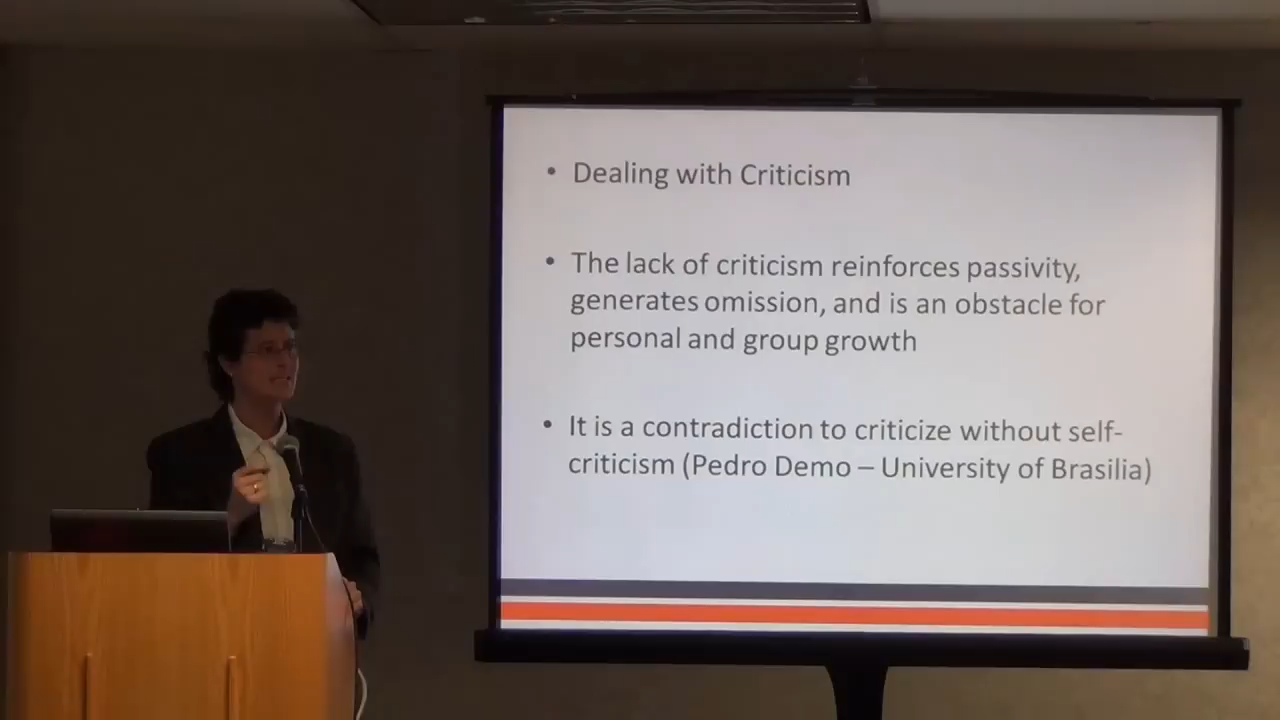 • Dealing with Criticism
• The lack of criticism reinforces passivity,
generates omission, and is an obstacle for
personal and group growth
• It is a contradiction to criticize without self-
criticism (Pedro Demo – University of Brasilia)